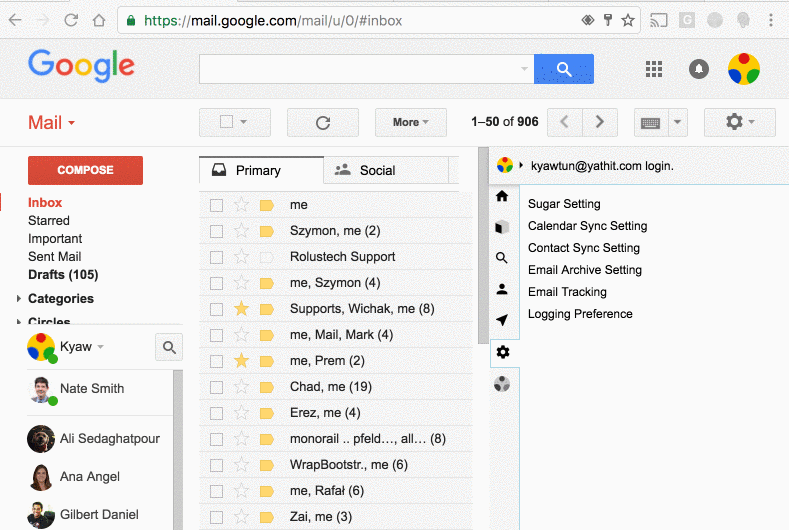 https://mail.google.com/mail/u/0/#inbox
Google
Mail
More
1–50 of 906
COMPOSE
Inbox
Starred
Important
Sent Mail
Drafts (105)
Categories
Circles
Kyaw
Nate Smith
Ali Sedaghatpour
Ana Angel
Gilbert Daniel
Primary
Social
me
Szymon, me (2)
Rolustech Support
me, Szymon (4)
Supports, Wichak, me (8)
me, Mail, Mark (4)
me, Prem (2)
Chad, me (19)
Erez, me (4)
monorail .. pfeld…, all… (8)
WrapBootstr., me (6)
me, Rafał (6)
Zai, me (3)
kyawtun@yathit.com login.
Sugar Setting
Calendar Sync Setting
Contact Sync Setting
Email Archive Setting
Email Tracking
Logging Preference